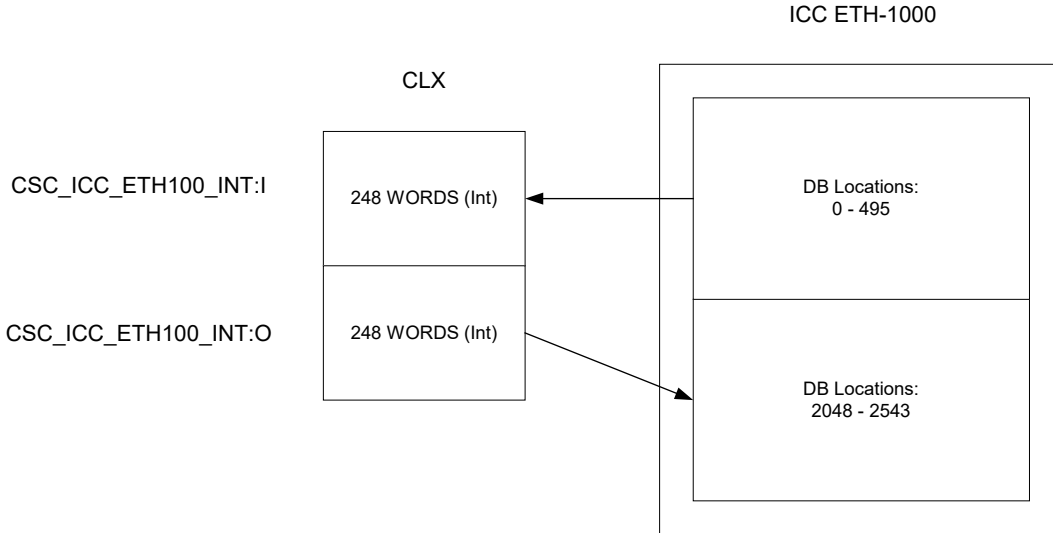 ICC ETH-1000
CLX
CSC_ICC_ETH100_INT:I
248 WORDS (Int)
DB Locations:
0 - 495
CSC_ICC_ETH100_INT:O
248 WORDS (Int)
DB Locations:
2048 - 2543